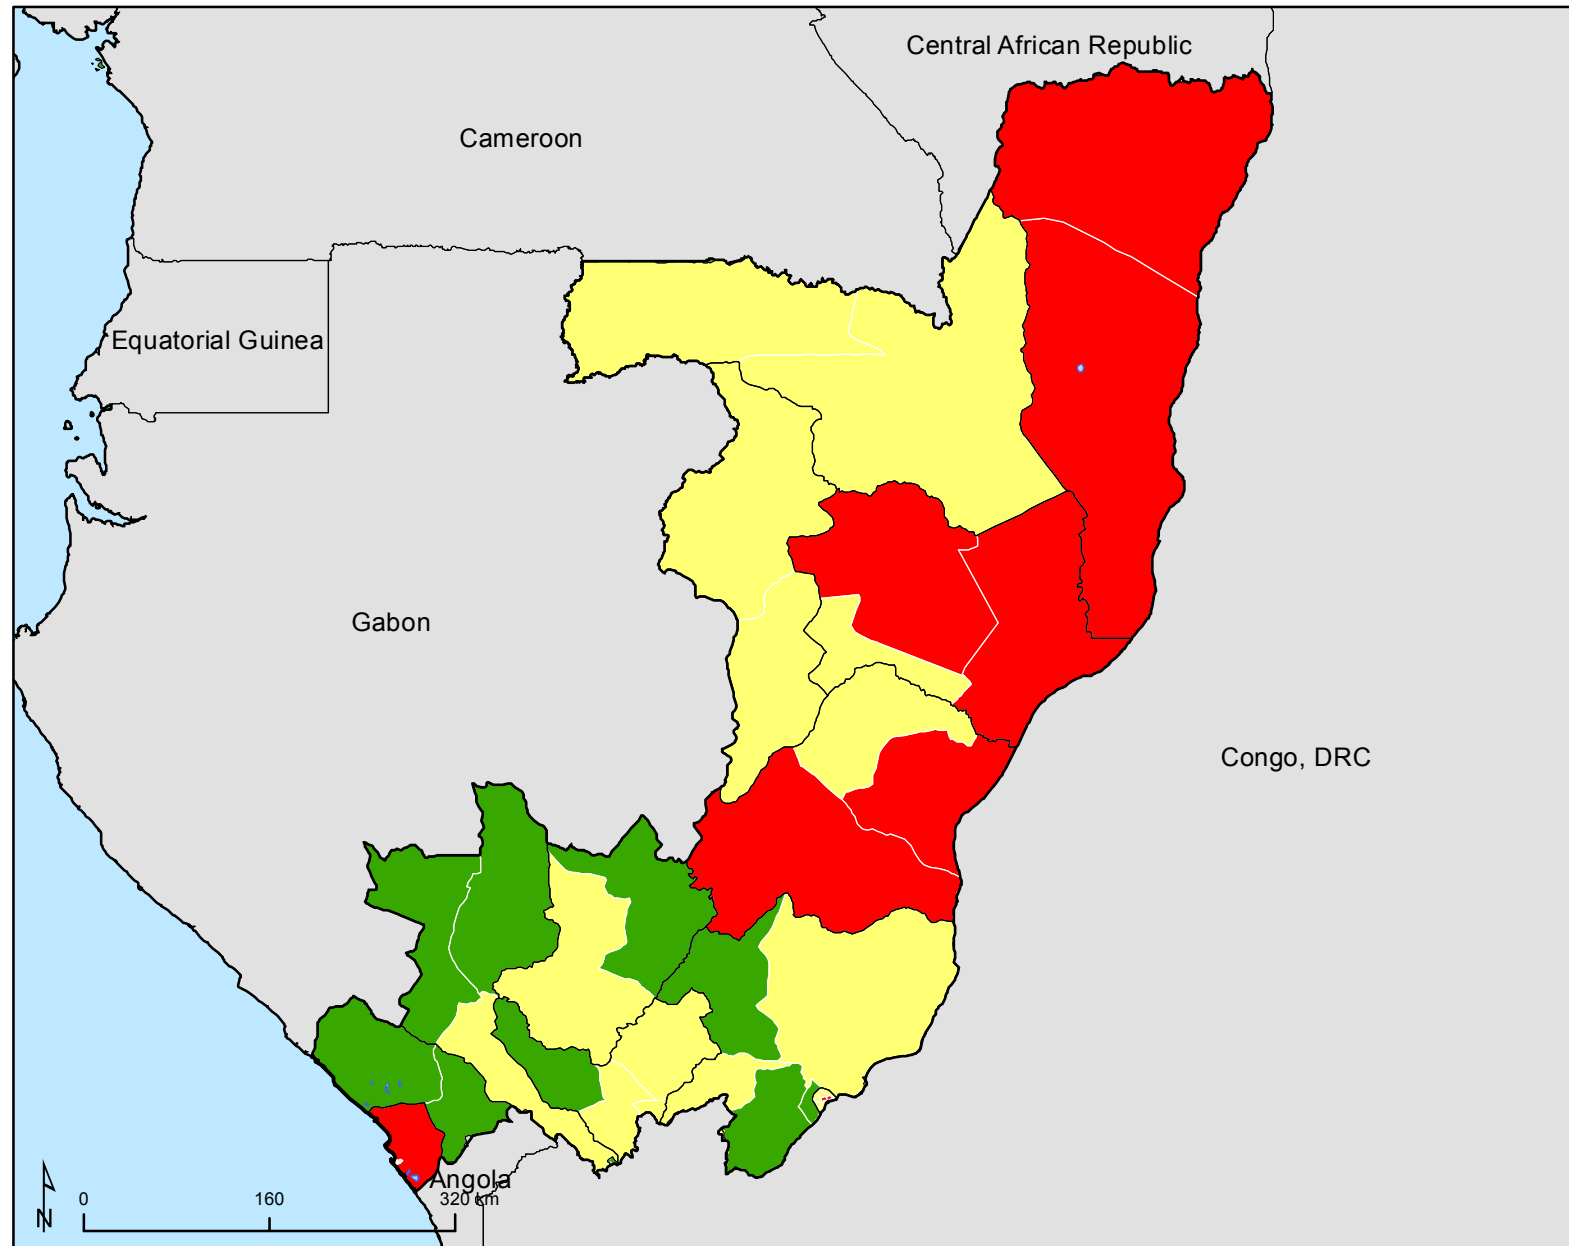 Central African Republic
Cameroon
Equatorial Guinea
Gabon
Congo, DRC
Angola
0 160 320 km
N